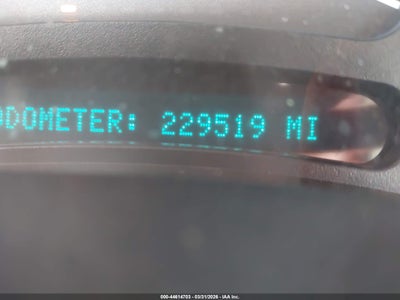 ODOMETER: 229519 MI
000-44614703 - 03/31/2026 - IAA Inc.